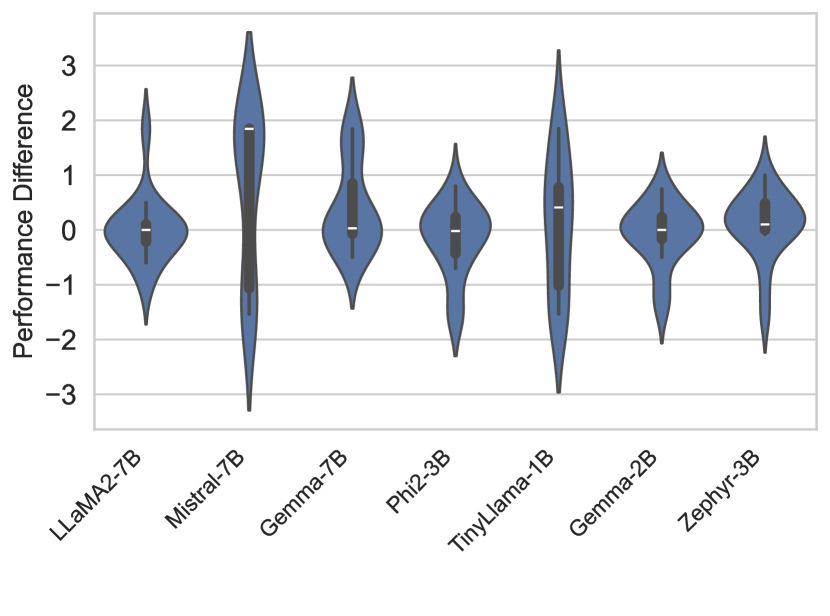 Performance Difference
3
2
1
0
−1
−2
−3
LLaMA2-7B
Mistral-7B
Gemma-7B
Phi2-3B
TinyLlama-1B
Gemma-2B
Zephyr-3B